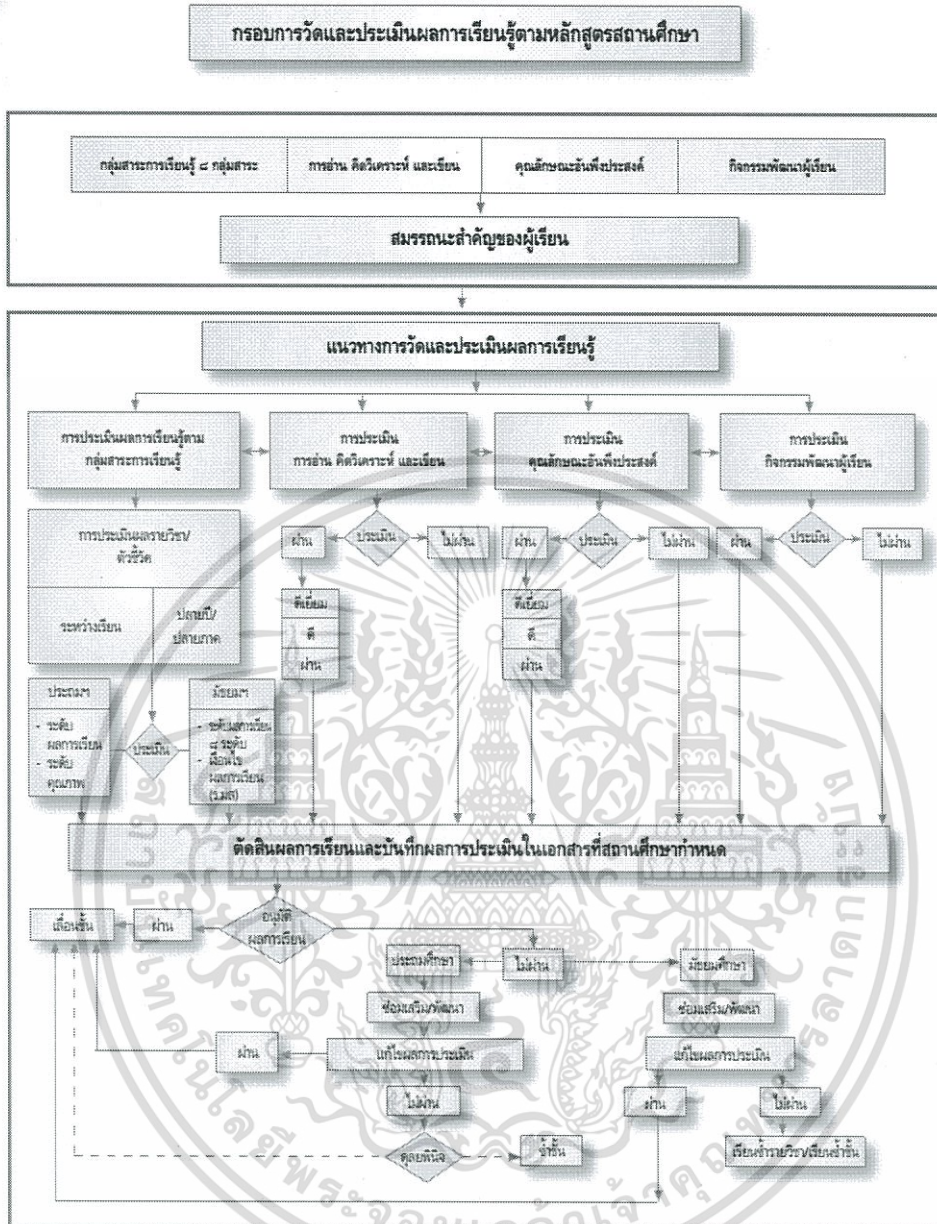 กรอบการวัดและประเมินผลการเรียนรู้ตามหลักสูตรสถานศึกษา
กลุ่มสาระการเรียนรู้ ๘ กลุ่มสาระ
การอ่าน คิดวิเคราะห์ และเขียน
คุณลักษณะอันพึงประสงค์
กิจกรรมพัฒนาผู้เรียน
สมรรถนะสำคัญของผู้เรียน
แนวทางการวัดและประเมินผลการเรียนรู้
การประเมินผลการเรียนรู้ตาม
กลุ่มสาระการเรียนรู้
การประเมิน
การอ่าน คิดวิเคราะห์ และเขียน
การประเมิน
คุณลักษณะอันพึงประสงค์
การประเมิน
กิจกรรมพัฒนาผู้เรียน
การประเมินผลรายวิชา/
ตัวชี้วัด
ระหว่างเรียน
ปลายปี/
ปลายภาค
ผ่าน
ประเมิน
ไม่ผ่าน
ผ่าน
ประเมิน
ไม่ผ่าน
ผ่าน
ประเมิน
ไม่ผ่าน
ดีเยี่ยม
ดี
ผ่าน
ดีเยี่ยม
ดี
ผ่าน
ประถมฯ
- ระดับ
ผลการเรียน
- ระดับ
คุณภาพ
ประเมิน
มัธยมฯ
- ระดับผลการเรียน
๘ ระดับ
- เงื่อนไข
ผลการเรียน
(ร,มส)
ตัดสินผลการเรียนและบันทึกผลการประเมินในเอกสารที่สถานศึกษากำหนด
เลื่อนชั้น
ผ่าน
อนุมัติ
ผลการเรียน
ประถมศึกษา
ไม่ผ่าน
มัธยมศึกษา
ซ่อมเสริม/พัฒนา
ซ่อมเสริม/พัฒนา
ผ่าน
แก้ไขผลการประเมิน
แก้ไขผลการประเมิน
ไม่ผ่าน
ผ่าน
ไม่ผ่าน
ดุลยพินิจ
ซ้ำชั้น
เรียนซ้ำรายวิชา/เรียนซ้ำชั้น